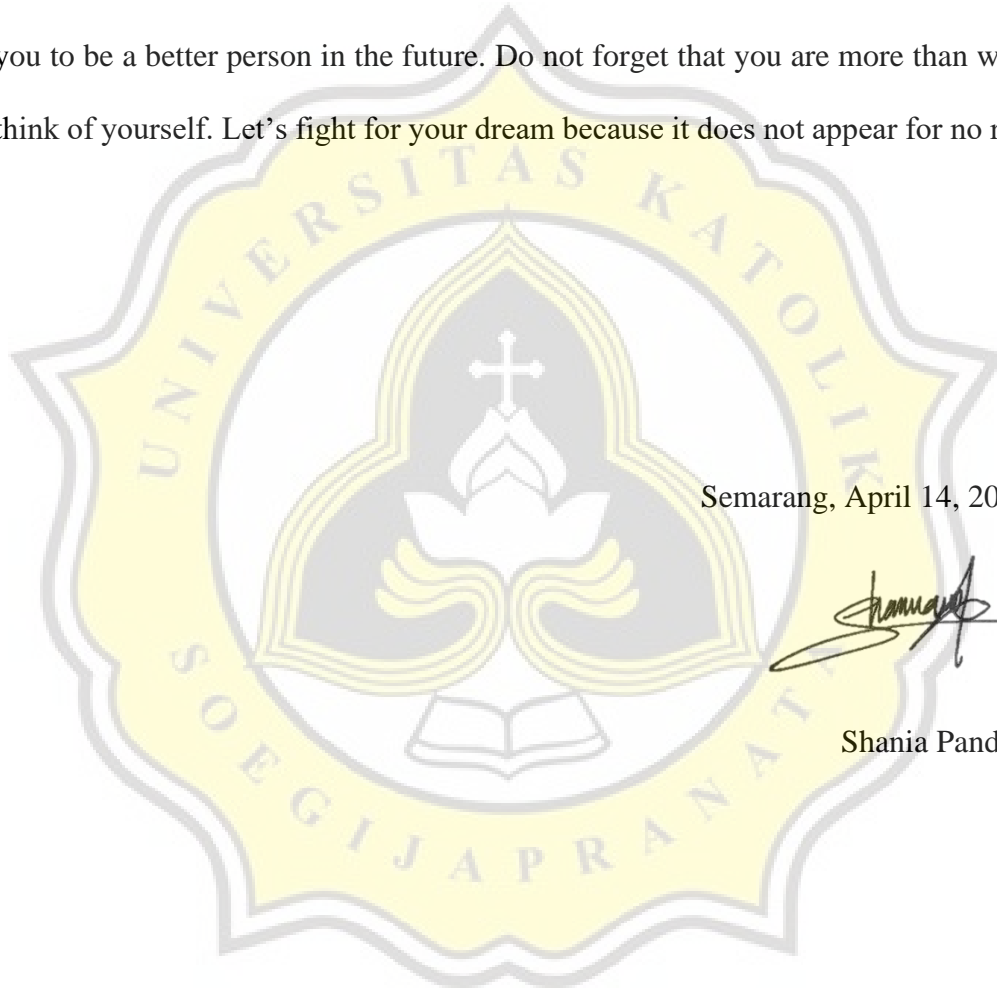 you to be a better person in the future. Do not forget that you are more than
think of yourself. Let’s fight for your dream because it does not appear for no
UNIVERSITAS KATOLIK
Semarang, April 14,
SOEGIJAPRANATA
Shania